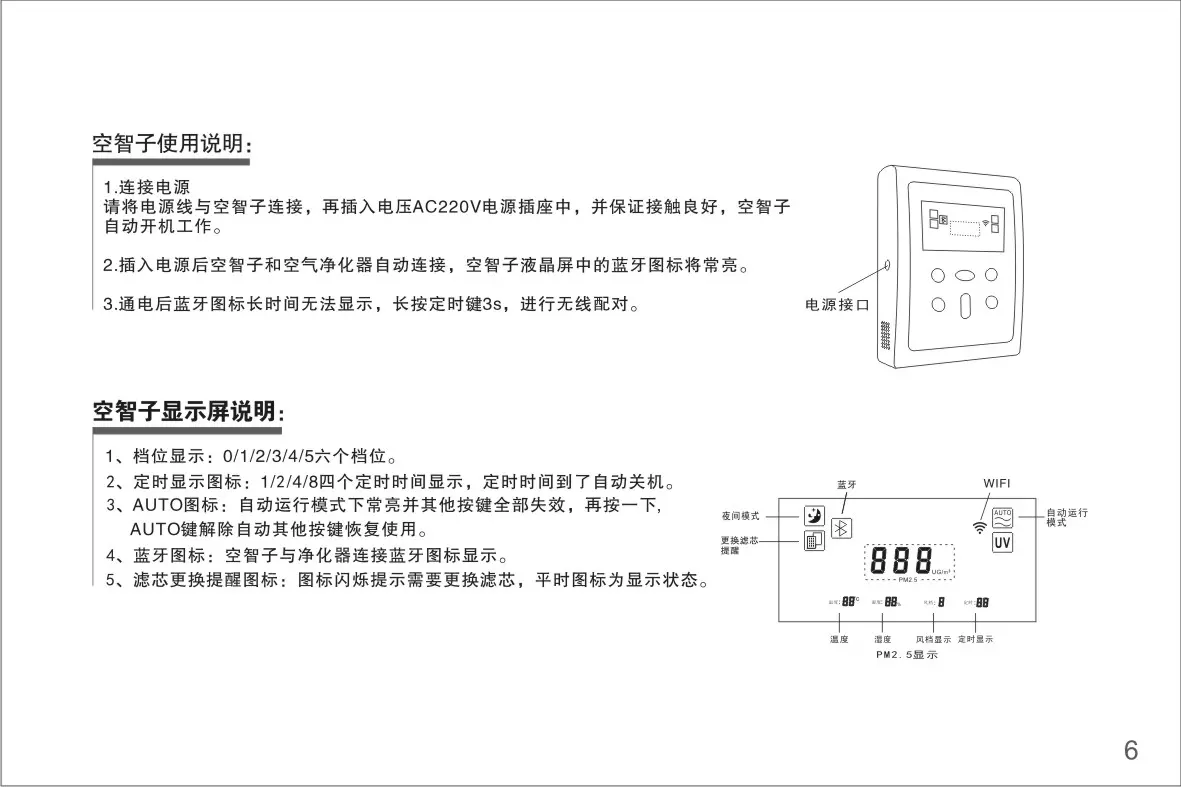 空智子使用说明：
1.连接电源
请将电源线与空智子连接，再插入电压AC220V电源插座中，并保证接触良好，空智子
自动开机工作。
2.插入电源后空智子和空气净化器自动连接，空智子液晶屏中的蓝牙图标将常亮。
3.通电后蓝牙图标长时间无法显示，长按定时键3s，进行无线配对。
电源接口
空智子显示屏说明：
1、档位显示：0/1/2/3/4/5六个档位。
2、定时显示图标：1/2/4/8四个定时时间显示，定时时间到了自动关机。
3、AUTO图标：自动运行模式下常亮并其他按键全部失效，再按一下，
AUTO键解除自动其他按键恢复使用。
4、蓝牙图标：空智子与净化器连接蓝牙图标显示。
5、滤芯更换提醒图标：图标闪烁提示需要更换滤芯，平时图标为显示状态。
蓝牙
WIFI
夜间模式
更换滤芯
提醒
AUTO
自动运行
模式
UV
888 UG/m³
PM2.5
88 ℃
88 %
8
88
温度
湿度
风档显示
定时显示
PM2.5显示
6